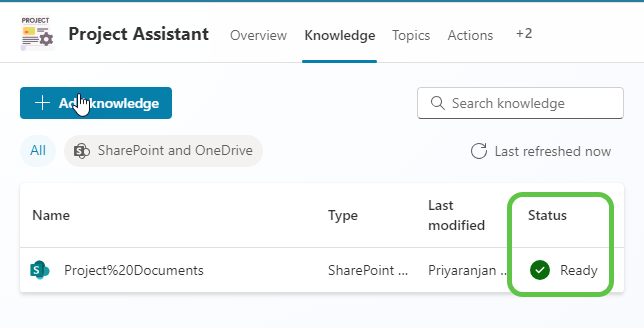 PROJECT
Project Assistant
Overview
Knowledge
Topics
Actions
+2
+ Add knowledge
Search knowledge
All
SharePoint and OneDrive
Last refreshed now
Name
Type
Last
modified
Status
Project%20Documents
SharePoint ...
Priyaranjan ...
Ready